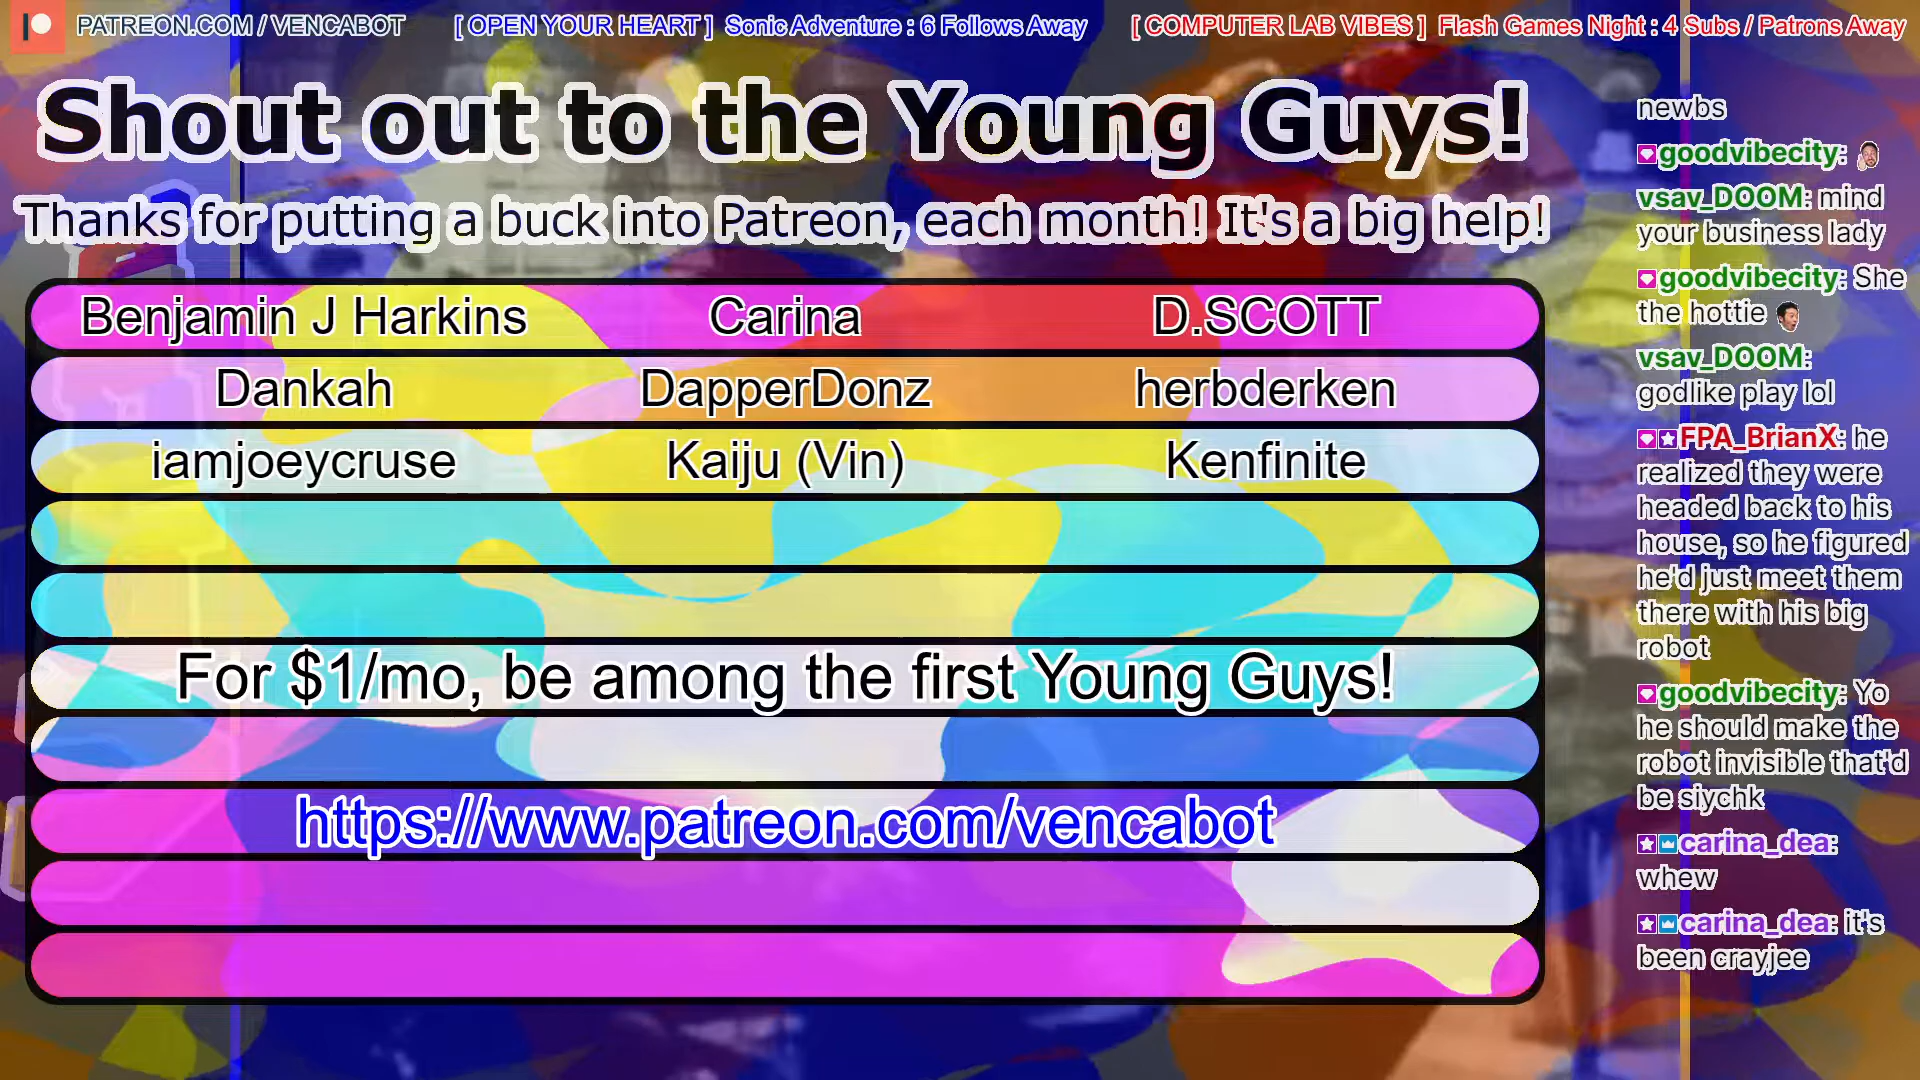 PATREON.COM / VENCABOT [ OPEN YOUR HEART ] Sonic Adventure : 6 Follows Away [ COMPUTER LAB VIBES ] Flash Games Night : 4 Subs / Patrons Away
Shout out to the Young Guys!
Thanks for putting a buck into Patreon, each month! It's a big help!
Benjamin J Harkins Carina D.SCOTT
Dankah DapperDonz herbderken
iamjoeycruse Kaiju (Vin) Kenfinite
For $1/mo, be among the first Young Guys!
https://www.patreon.com/vencabot
newbs
goodvibecity:
vsav_DOOM: mind
your business lady
goodvibecity: She
the hottie
vsav_DOOM:
godlike play lol
FPA_BrianX: he
realized they were
headed back to his
house, so he figured
he'd just meet them
there with his big
robot
goodvibecity: Yo
he should make the
robot invisible that'd
be siychk
carina_dea:
whew
carina_dea: it's
been crayjee